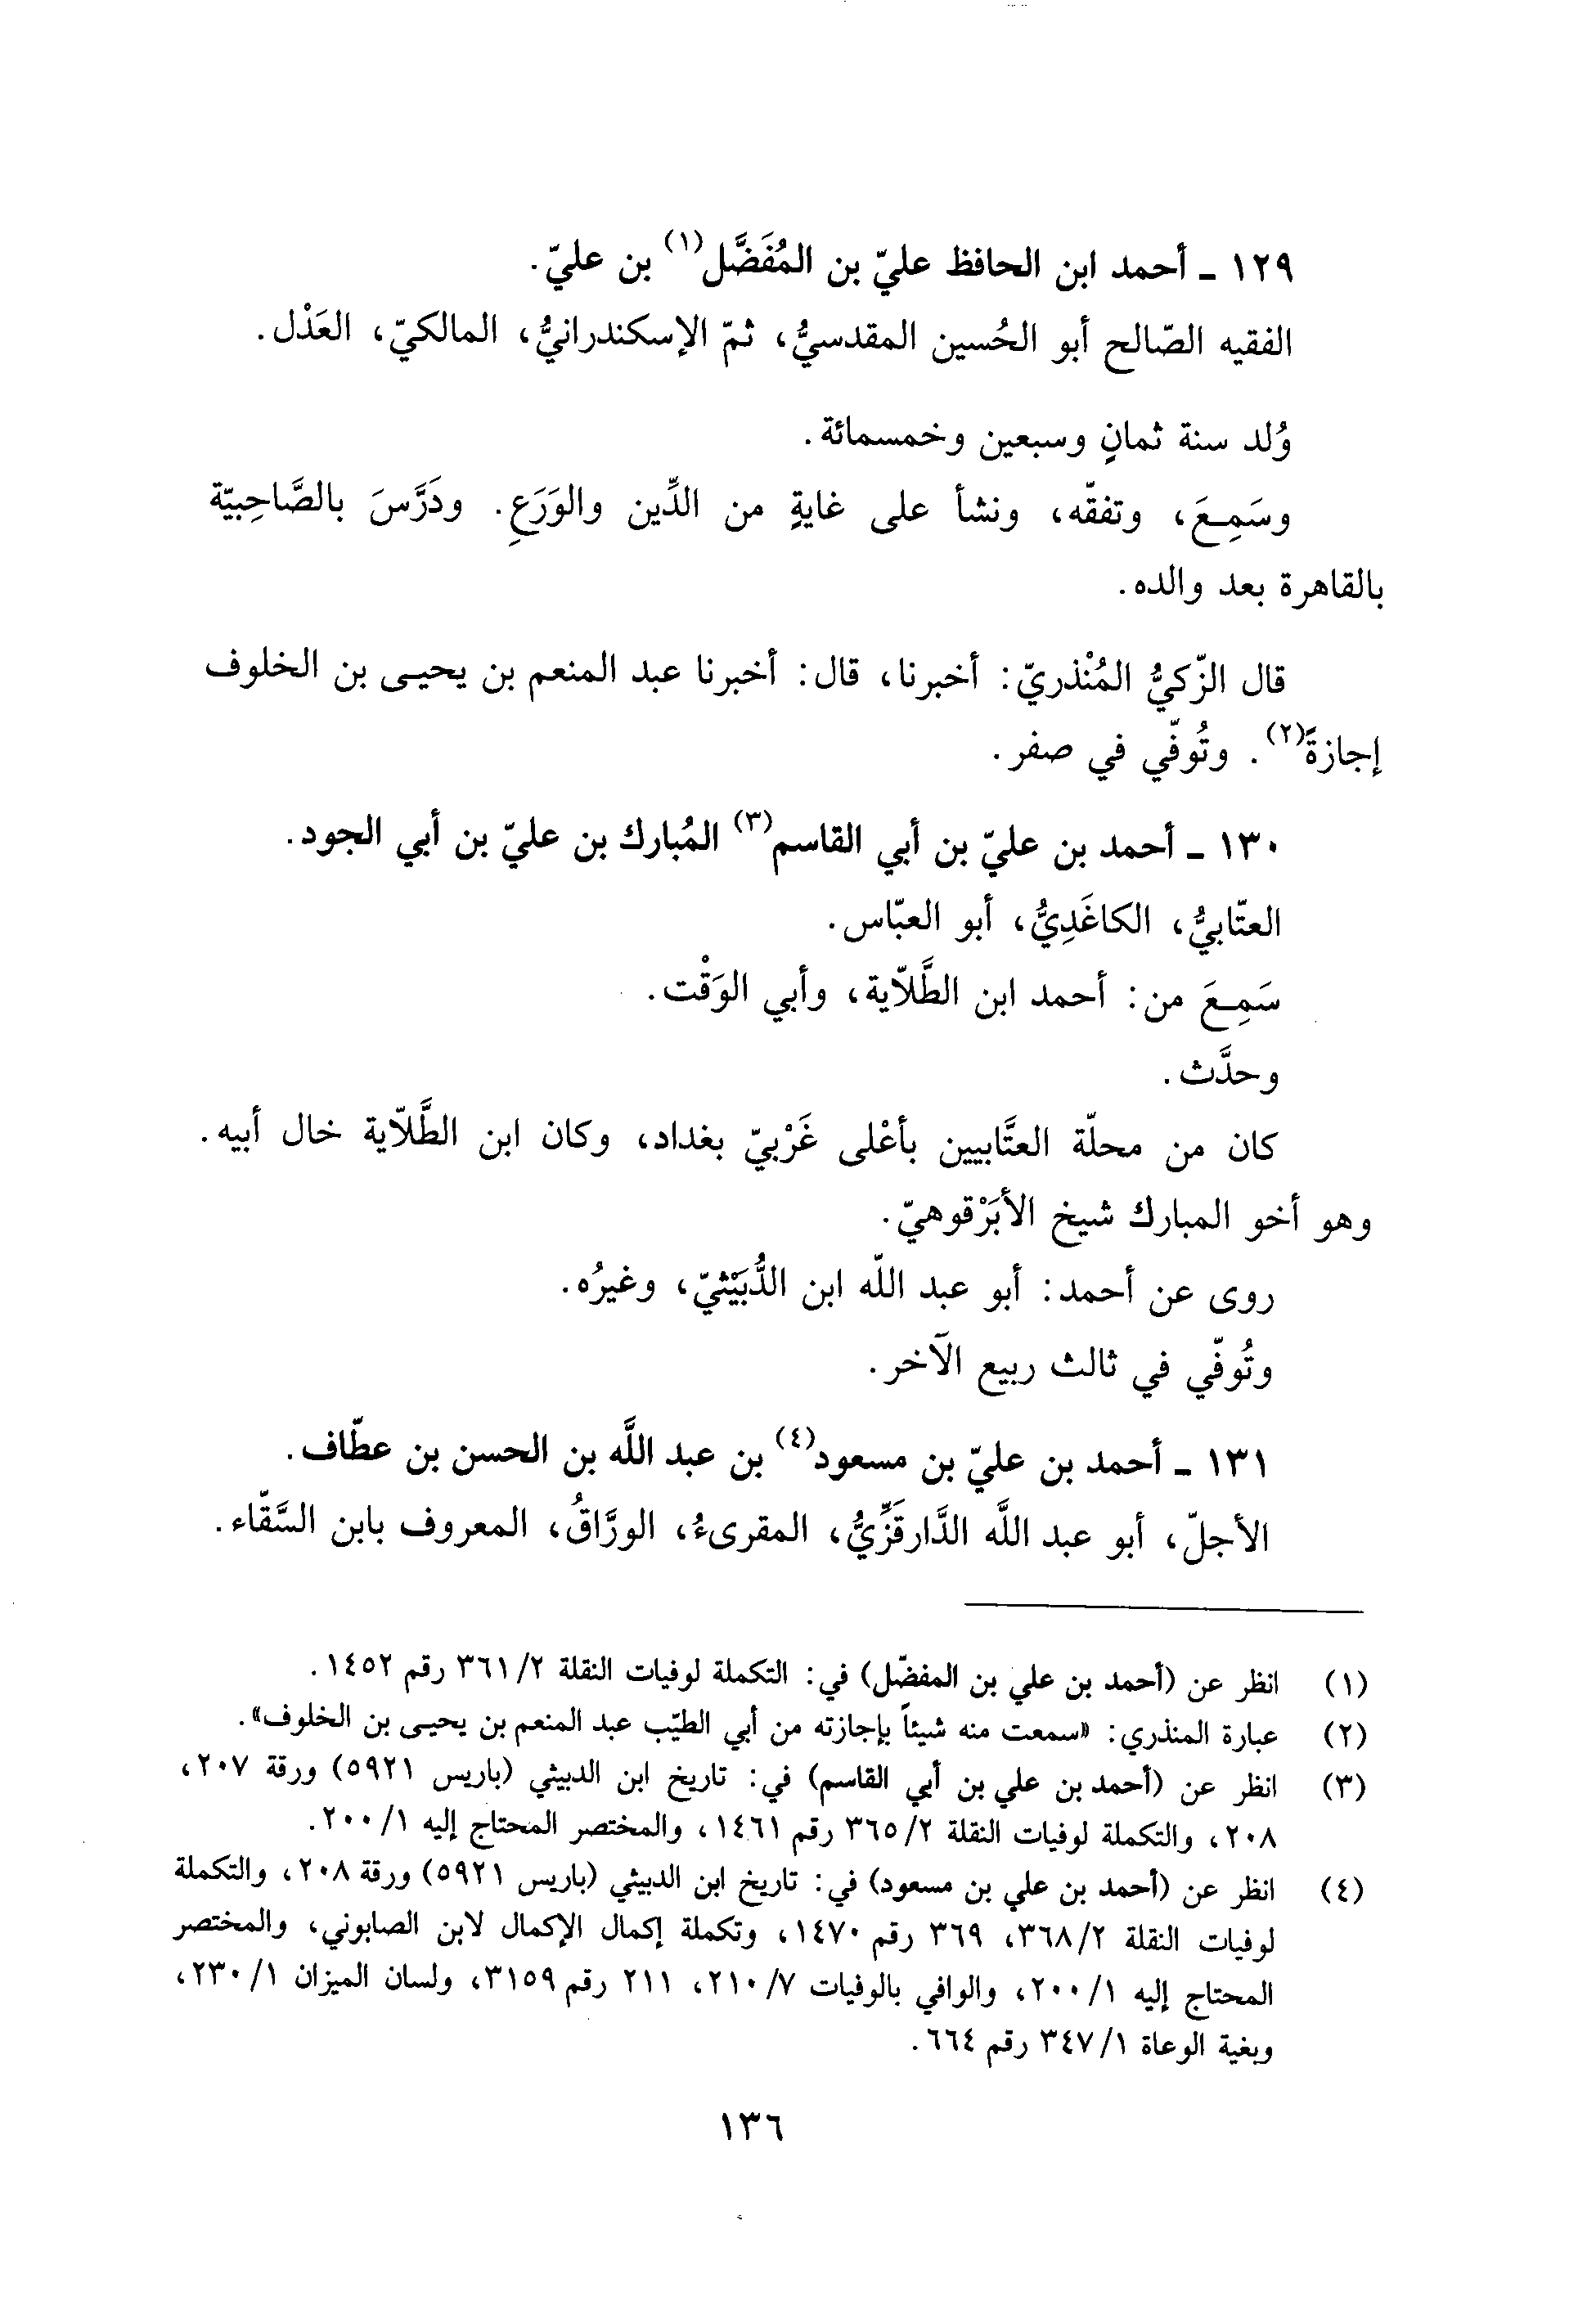 ١٢٩ ـ أحمد ابن الحافظ عليّ بن المُفَضَّل(١) بن عليّ.
الفقيه الصّالح أبو الحُسين المقدسيُّ، ثمّ الإسكندرانيُّ، المالكيّ، العَدْل.
وُلد سنة ثمانٍ وسبعين وخمسمائة.
وسَمِعَ، وتفقّه، ونشأ على غايةٍ من الدِّين والوَرَعِ. ودَرَّسَ بالصَّاحِبيّة
بالقاهرة بعد والده.
قال الزّكيُّ المُنْذريّ: أخبرنا، قال: أخبرنا عبد المنعم بن يحيى بن الخلوف
إجازةً(٢). وتُوفّي في صفر.
١٣٠ ـ أحمد بن عليّ بن أبي القاسم(٣) المُبارك بن عليّ بن أبي الجود.
العتّابيُّ، الكاغَدِيُّ، أبو العبّاس.
سَمِعَ من: أحمد ابن الطَّلّاية، وأبي الوَقْت.
وحدَّث.
كان من محلّة العتَّابيين بأعْلى غَرْبيّ بغداد، وكان ابن الطَّلّاية خال أبيه.
وهو أخو المبارك شيخ الأبَرْقوهيّ.
روى عن أحمد: أبو عبد اللّه ابن الدُّبَيْثيّ، وغيرُه.
وتُوفّي في ثالث ربيع الآخر.
١٣١ ـ أحمد بن عليّ بن مسعود(٤) بن عبد اللَّه بن الحسن بن عطّاف.
الأجلّ، أبو عبد اللَّه الدَّارقَزِّيُّ، المقرىءُ، الورَّاقُ، المعروف بابن السَّقّاء.
(١) انظر عن (أحمد بن علي بن المفضّل) في: التكملة لوفيات النقلة ٢/ ٣٦١ رقم ١٤٥٢.
(٢) عبارة المنذري: «سمعت منه شيئاً بإجازته من أبي الطيّب عبد المنعم بن يحيى بن الخلوف».
(٣) انظر عن (أحمد بن علي بن أبي القاسم) في: تاريخ ابن الدبيثي (باريس ٥٩٢١) ورقة ٢٠٧،
٢٠٨، والتكملة لوفيات النقلة ٢/ ٣٦٥ رقم ١٤٦١، والمختصر المحتاج إليه ١/ ٢٠٠.
(٤) انظر عن (أحمد بن علي بن مسعود) في: تاريخ ابن الدبيثي (باريس ٥٩٢١) ورقة ٢٠٨، والتكملة
لوفيات النقلة ٢/ ٣٦٨، ٣٦٩ رقم ١٤٧٠، وتكملة إكمال الإكمال لابن الصابوني، والمختصر
المحتاج إليه ١/ ٢٠٠، والوافي بالوفيات ٧/ ٢١٠، ٢١١ رقم ٣١٥٩، ولسان الميزان ١/ ٢٣٠،
وبغية الوعاة ١/ ٣٤٧ رقم ٦٦٤.
١٣٦